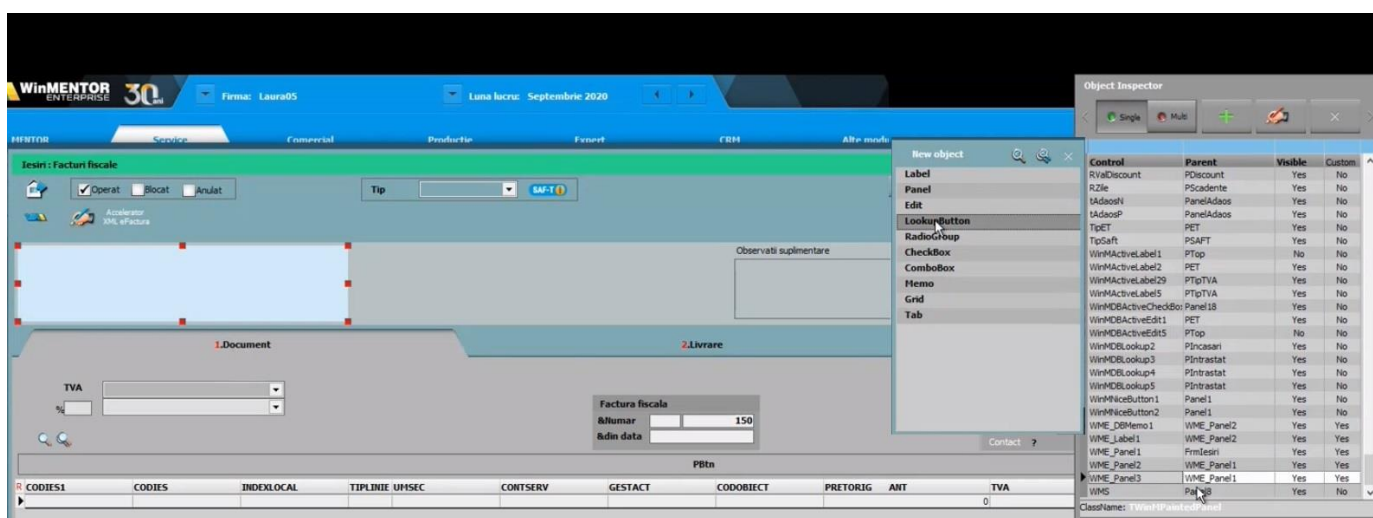 WinMENTOR
ENTERPRISE
30 ani
Firma: Laura05
Luna lucru: Septembrie 2020
MENTOR Service Comercial Productie Expert CRM Alte modu
Iesiri : Facturi fiscale
Operat Blocat Anulat
Tip
SAF-T
Accelerator
XML eFactura
Observatii suplimentare
1.Document
2.Livrare
TVA
%
Factura fiscala
&Numar 150
&din data
Contact ?
PBtn
R CODIES1 CODIES INDEXLOCAL TIPLINIE UMSEC CONTSERV GESTACT CODOBIECT PRETORIG ANT TVA
0
New object
Label
Panel
Edit
LookupButton
RadioGroup
CheckBox
ComboBox
Memo
Grid
Tab
Object Inspector
Single Multi
Control Parent Visible Custom
RValDiscount PDiscount Yes No
RZile PScadente Yes No
tAdaosN PanelAdaos Yes No
tAdaosP PanelAdaos Yes No
TipET PET Yes No
TipSaft PSAFT Yes No
WinMActiveLabel1 PTop No No
WinMActiveLabel2 PET Yes No
WinMActiveLabel29 PTipTVA Yes No
WinMActiveLabel5 PTipTVA Yes No
WinMDBActiveCheckBo: Panel18 Yes No
WinMDBActiveEdit1 PET Yes No
WinMDBActiveEdit5 PTop No No
WinMDBLookup2 PIncasari Yes No
WinMDBLookup3 PIntrastat Yes No
WinMDBLookup4 PIntrastat Yes No
WinMDBLookup5 PIntrastat Yes No
WinMNiceButton1 Panel1 Yes No
WinMNiceButton2 Panel1 Yes No
WME_DBMemo1 WME_Panel2 Yes Yes
WME_Label1 WME_Panel2 Yes Yes
WME_Panel1 FrmIesiri Yes Yes
WME_Panel2 WME_Panel1 Yes Yes
WME_Panel3 WME_Panel1 Yes Yes
WMS Panel8 Yes No
ClassName: TWinMPaintedPanel